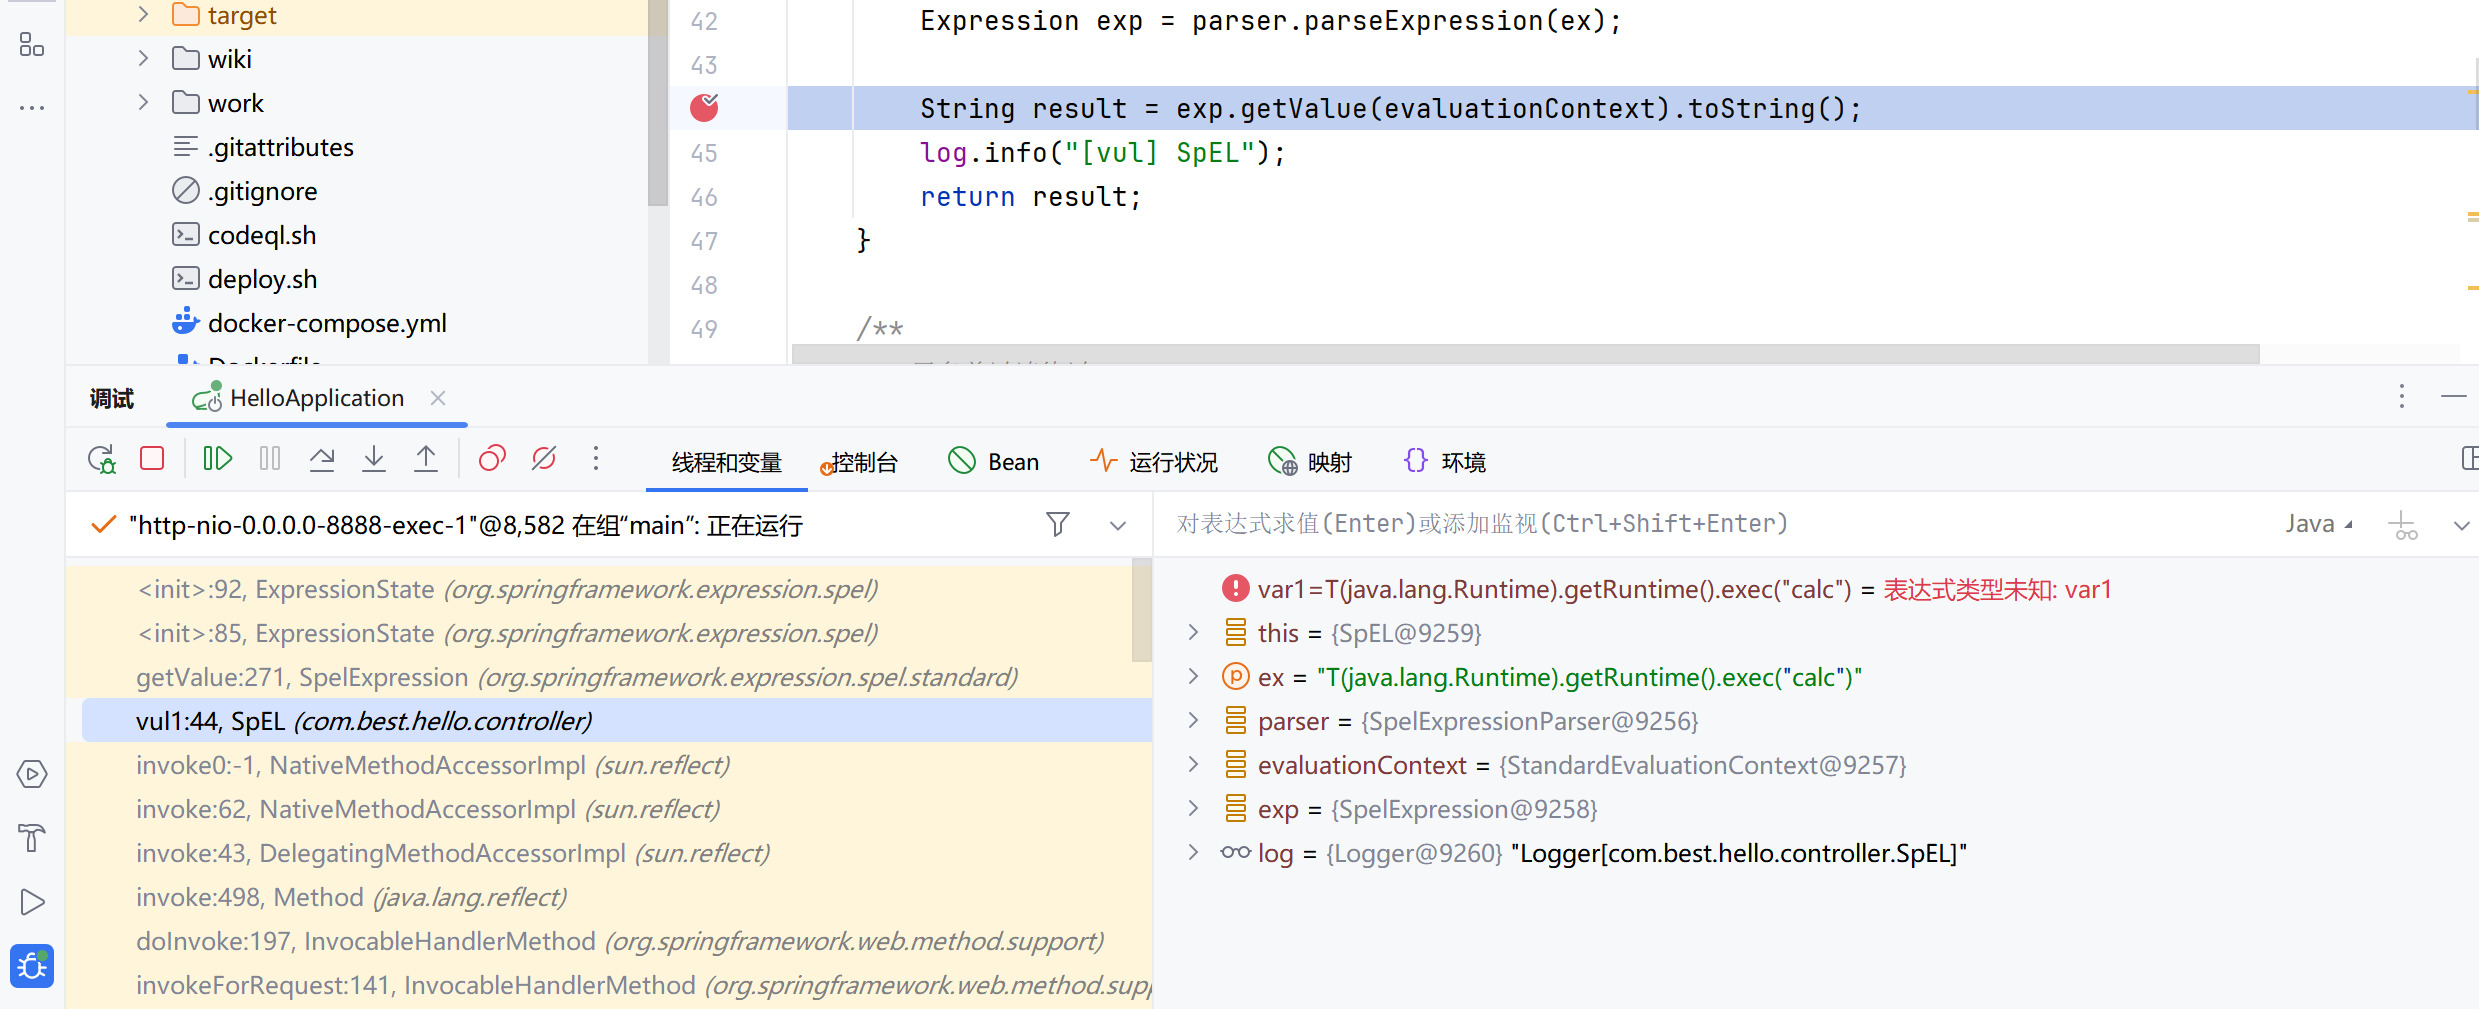 target
wiki
work
.gitattributes
.gitignore
codeql.sh
deploy.sh
docker-compose.yml
Dockerfile
42 Expression exp = parser.parseExpression(ex);
43
String result = exp.getValue(evaluationContext).toString();
45 log.info("[vul] SpEL");
46 return result;
47 }
48
49 /**
调试 HelloApplication
线程和变量 控制台 Bean 运行状况 映射 环境
"http-nio-0.0.0.0-8888-exec-1"@8,582 在组“main”: 正在运行
<init>:92, ExpressionState (org.springframework.expression.spel)
<init>:85, ExpressionState (org.springframework.expression.spel)
getValue:271, SpelExpression (org.springframework.expression.spel.standard)
vul1:44, SpEL (com.best.hello.controller)
invoke0:-1, NativeMethodAccessorImpl (sun.reflect)
invoke:62, NativeMethodAccessorImpl (sun.reflect)
invoke:43, DelegatingMethodAccessorImpl (sun.reflect)
invoke:498, Method (java.lang.reflect)
doInvoke:197, InvocableHandlerMethod (org.springframework.web.method.support)
invokeForRequest:141, InvocableHandlerMethod (org.springframework.web.method.supp
对表达式求值(Enter)或添加监视(Ctrl+Shift+Enter) Java
var1=T(java.lang.Runtime).getRuntime().exec("calc") = 表达式类型未知: var1
this = {SpEL@9259}
ex = "T(java.lang.Runtime).getRuntime().exec("calc")"
parser = {SpelExpressionParser@9256}
evaluationContext = {StandardEvaluationContext@9257}
exp = {SpelExpression@9258}
log = {Logger@9260} "Logger[com.best.hello.controller.SpEL]"